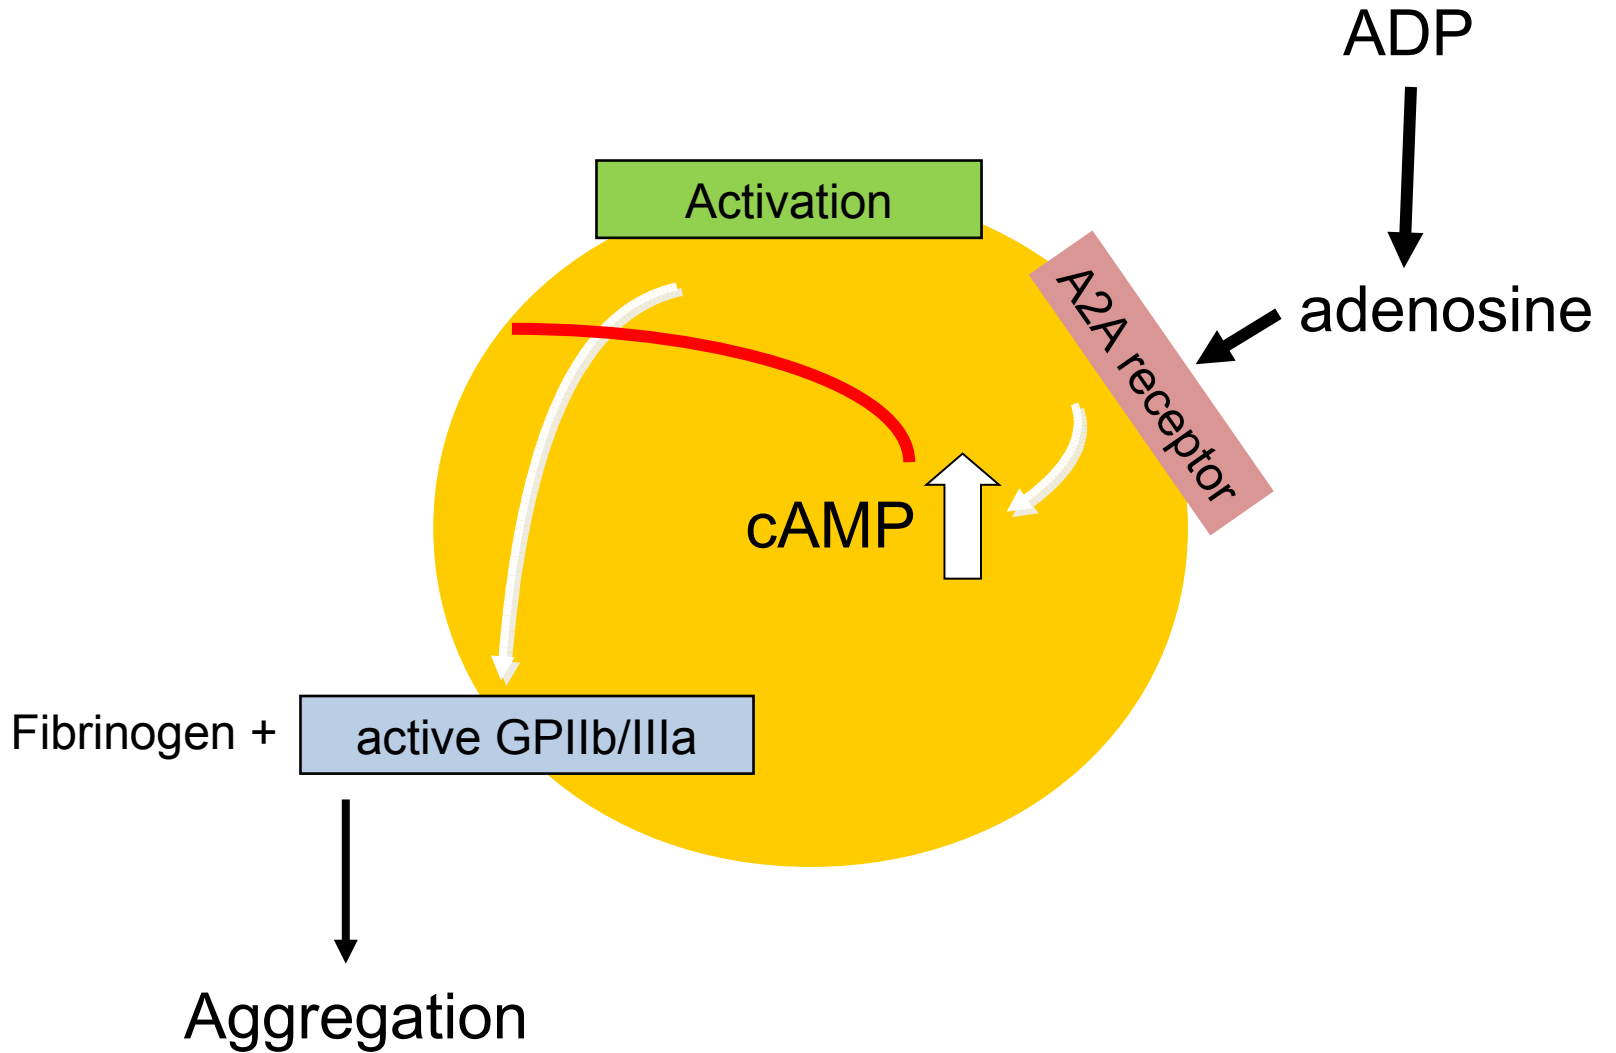 ADP
Activation
adenosine
A2A receptor
cAMP
Fibrinogen +
active GPIIb/IIIa
Aggregation